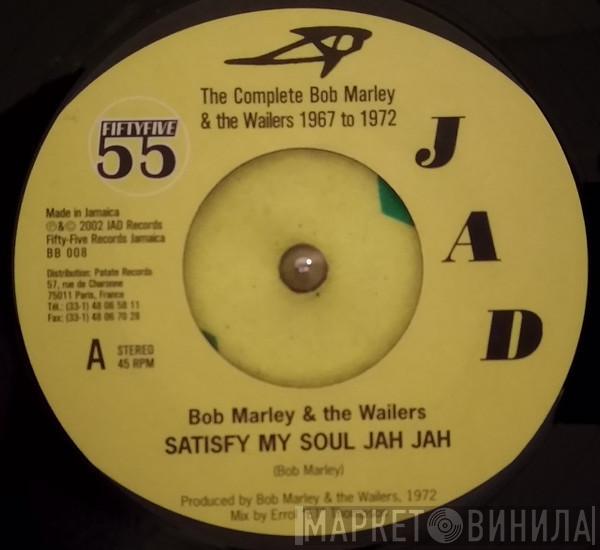 The Complete Bob Marley
& the Wailers 1967 to 1972
FIFTYFIVE
55
J
A
D
Made in Jamaica
℗&© 2002 JAD Records
Fifty-Five Records Jamaica
BB 008
Distribution: Patate Records
57, rue de Charonne
75011 Paris, France
Tél.: (33-1) 48 06 58 11
Fax: (33-1) 48 06 70 28
A
STEREO
45 RPM
Bob Marley & the Wailers
SATISFY MY SOUL JAH JAH
(Bob Marley)
Produced by Bob Marley & the Wailers, 1972
Mix by Errol
МАРКЕТ ВИНИЛА